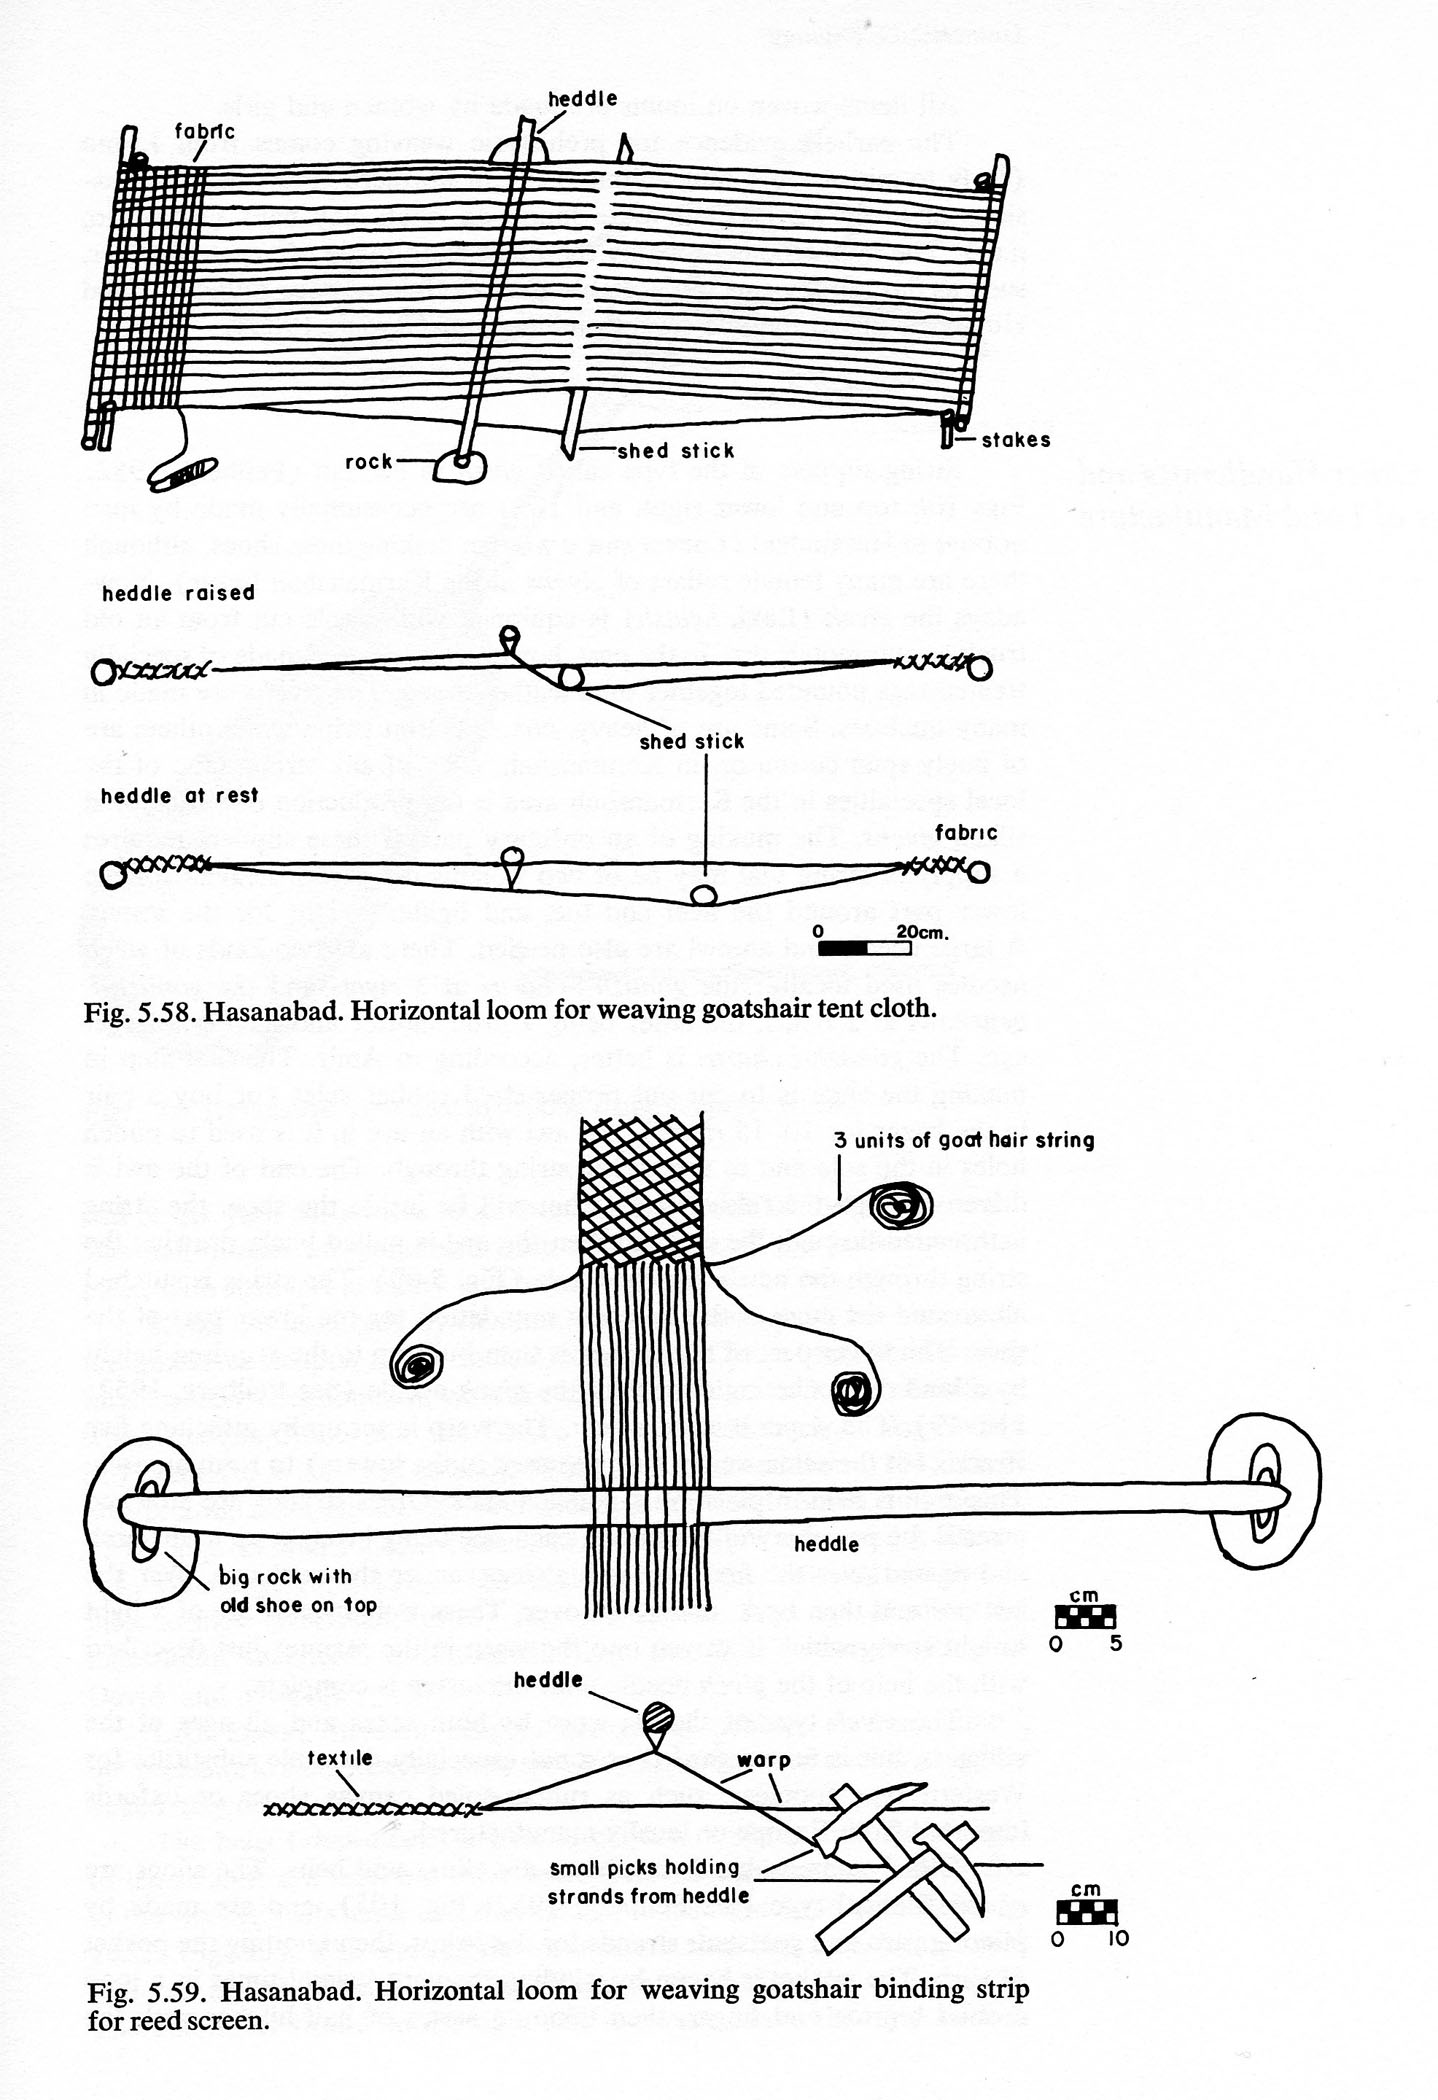 heddle
fabric
rock
shed stick
stakes
heddle raised
shed stick
heddle at rest
fabric
0 20cm.
Fig. 5.58. Hasanabad. Horizontal loom for weaving goatshair tent cloth.
3 units of goat hair string
heddle
big rock with
old shoe on top
cm
0 5
heddle
textile
warp
small picks holding
strands from heddle
cm
0 10
Fig. 5.59. Hasanabad. Horizontal loom for weaving goatshair binding strip
for reed screen.